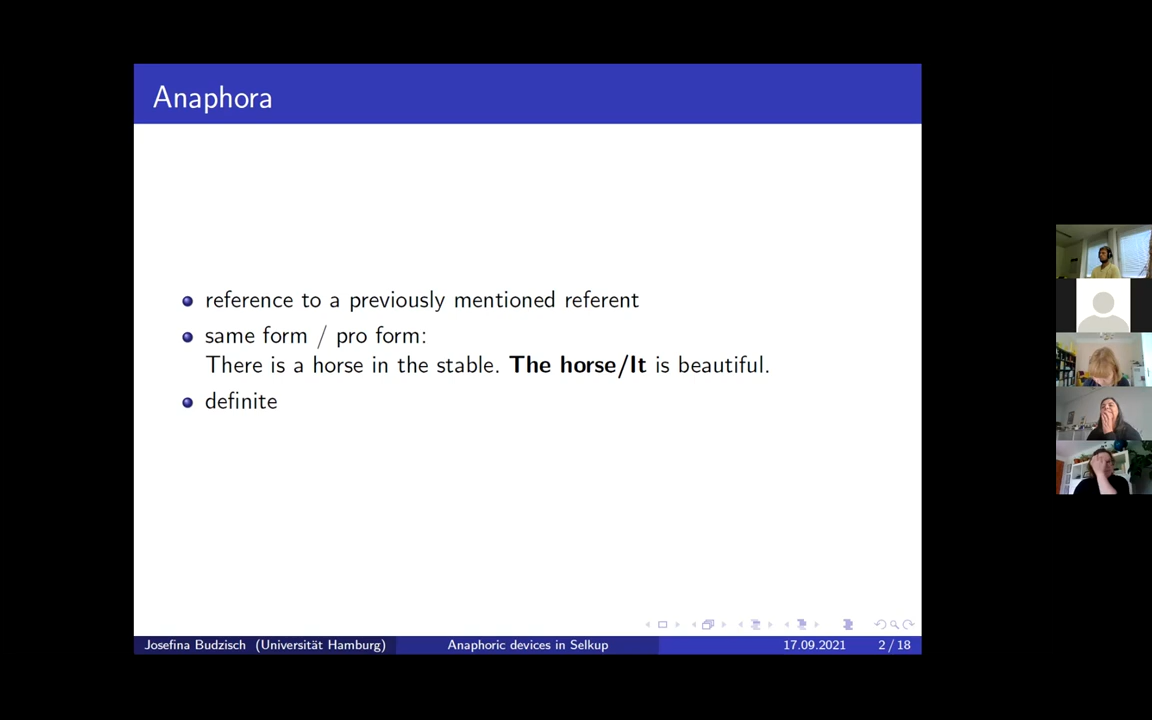 Anaphora
reference to a previously mentioned referent
same form / pro form:
There is a horse in the stable. The horse/It is beautiful.
definite
Josefina Budzisch (Universität Hamburg) Anaphoric devices in Selkup 17.09.2021 2 / 18